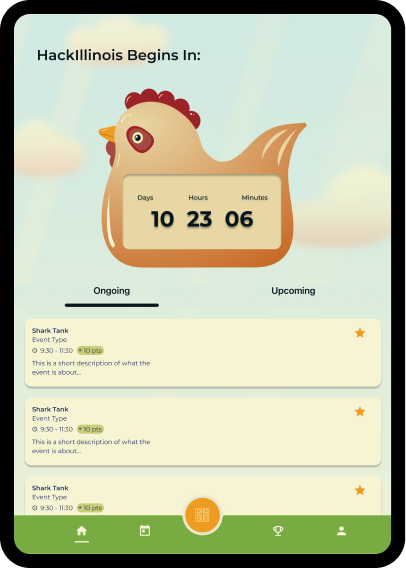 HackIllinois Begins In:
Days Hours Minutes
10 23 06
Ongoing Upcoming
Shark Tank
Event Type
9:30 - 11:30 + 10 pts
This is a short description of what the
event is about...
Shark Tank
Event Type
9:30 - 11:30 + 10 pts
This is a short description of what the
event is about...
Shark Tank
Event Type
9:30 - 11:30 + 10 pts